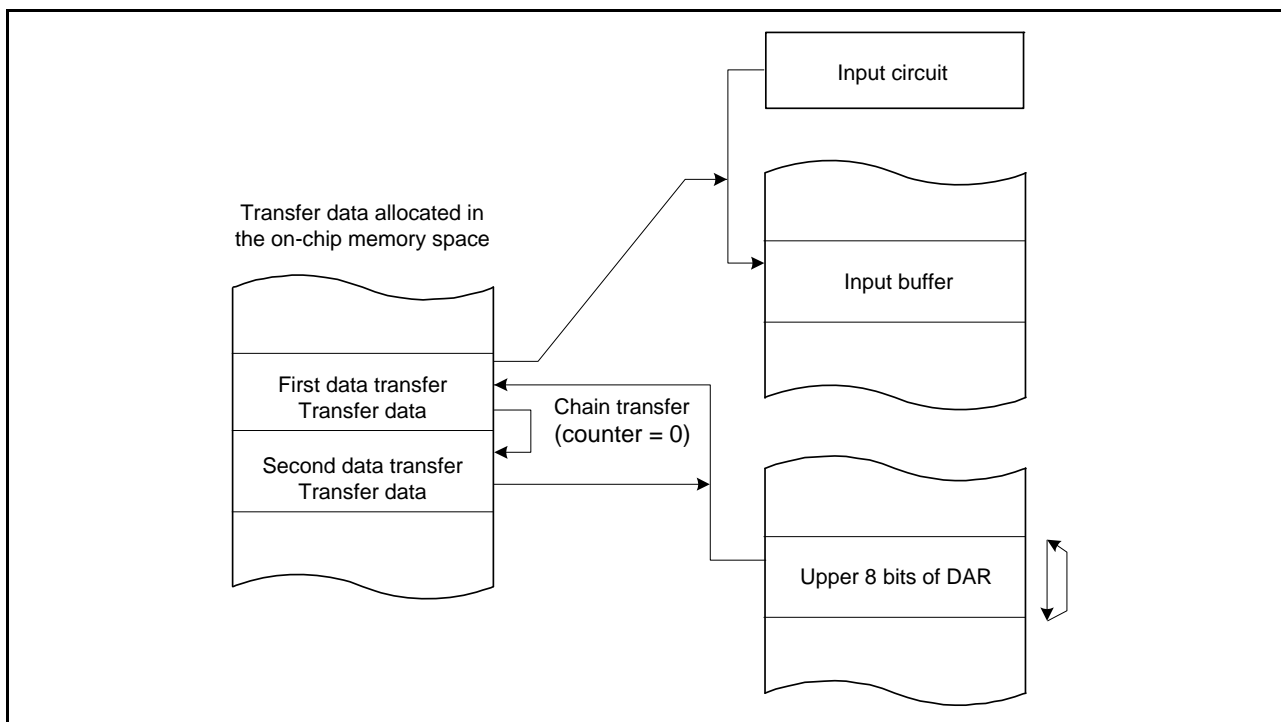 Input circuit
Transfer data allocated in
the on-chip memory space
Input buffer
First data transfer
Transfer data
Chain transfer
(counter = 0)
Second data transfer
Transfer data
Upper 8 bits of DAR